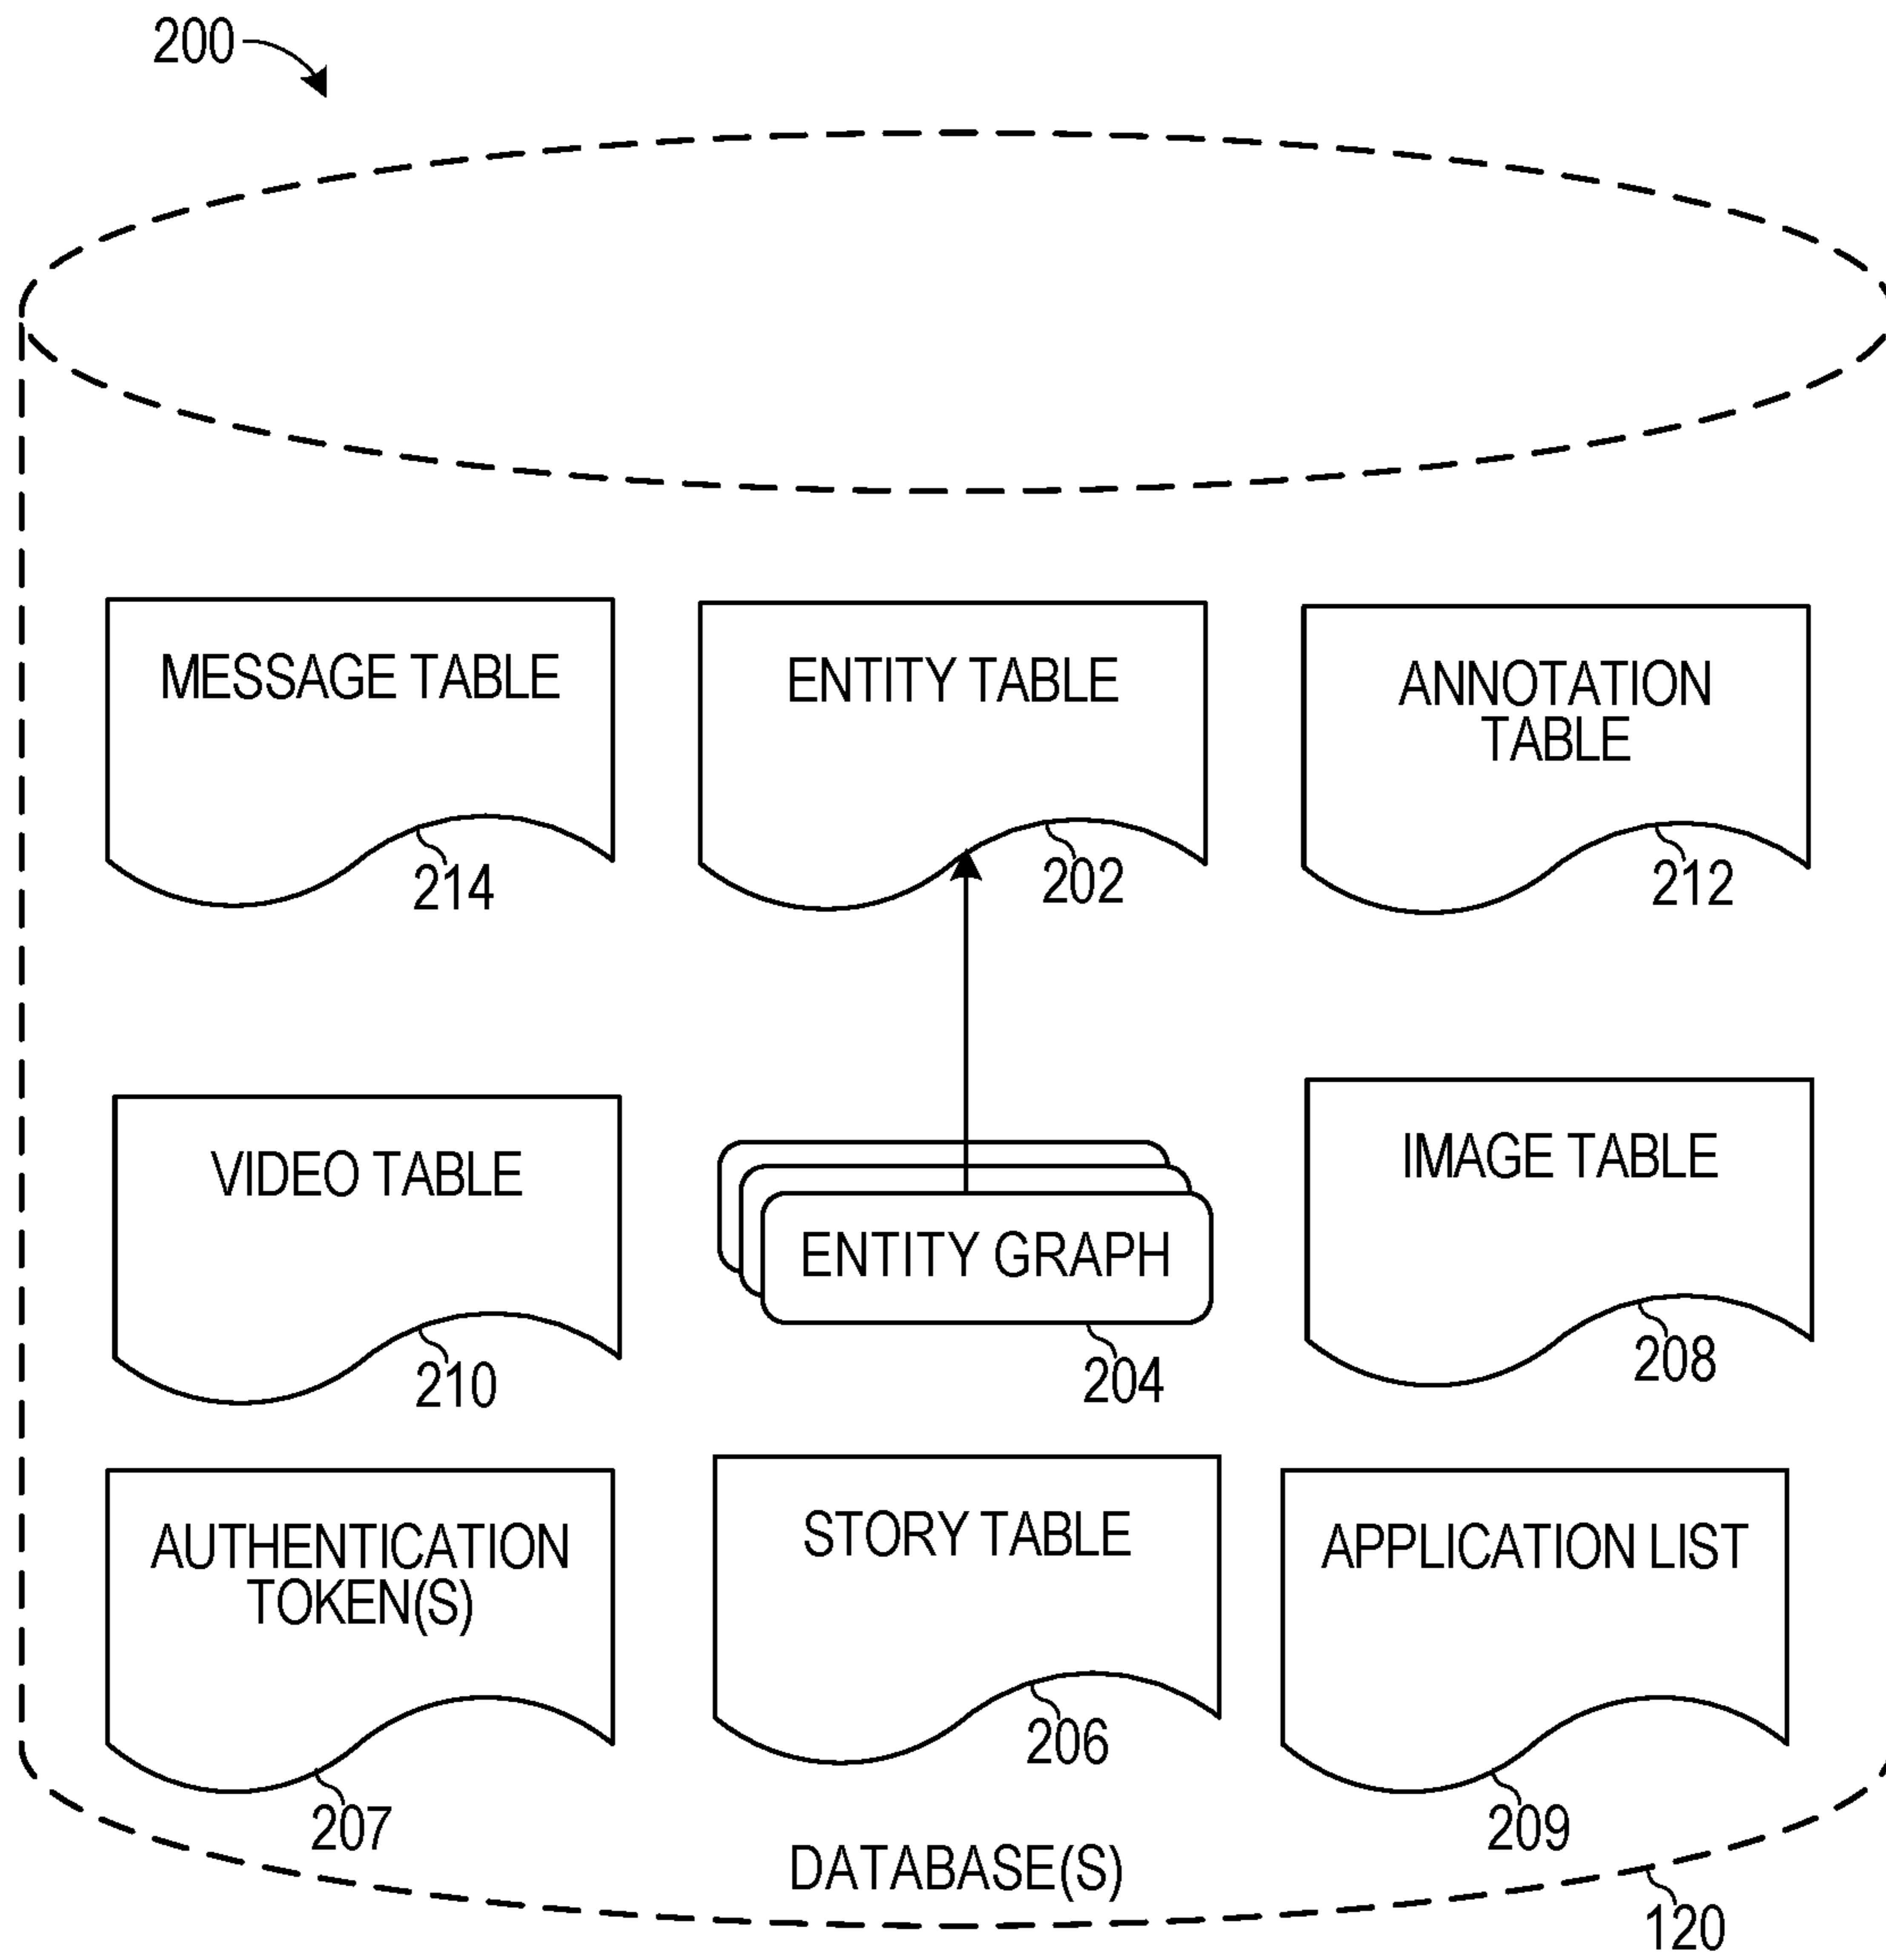 200
MESSAGE TABLE
214
ENTITY TABLE
202
ANNOTATION
TABLE
212
VIDEO TABLE
210
ENTITY GRAPH
204
IMAGE TABLE
208
AUTHENTICATION
TOKEN(S)
207
STORY TABLE
206
APPLICATION LIST
209
DATABASE(S)
120